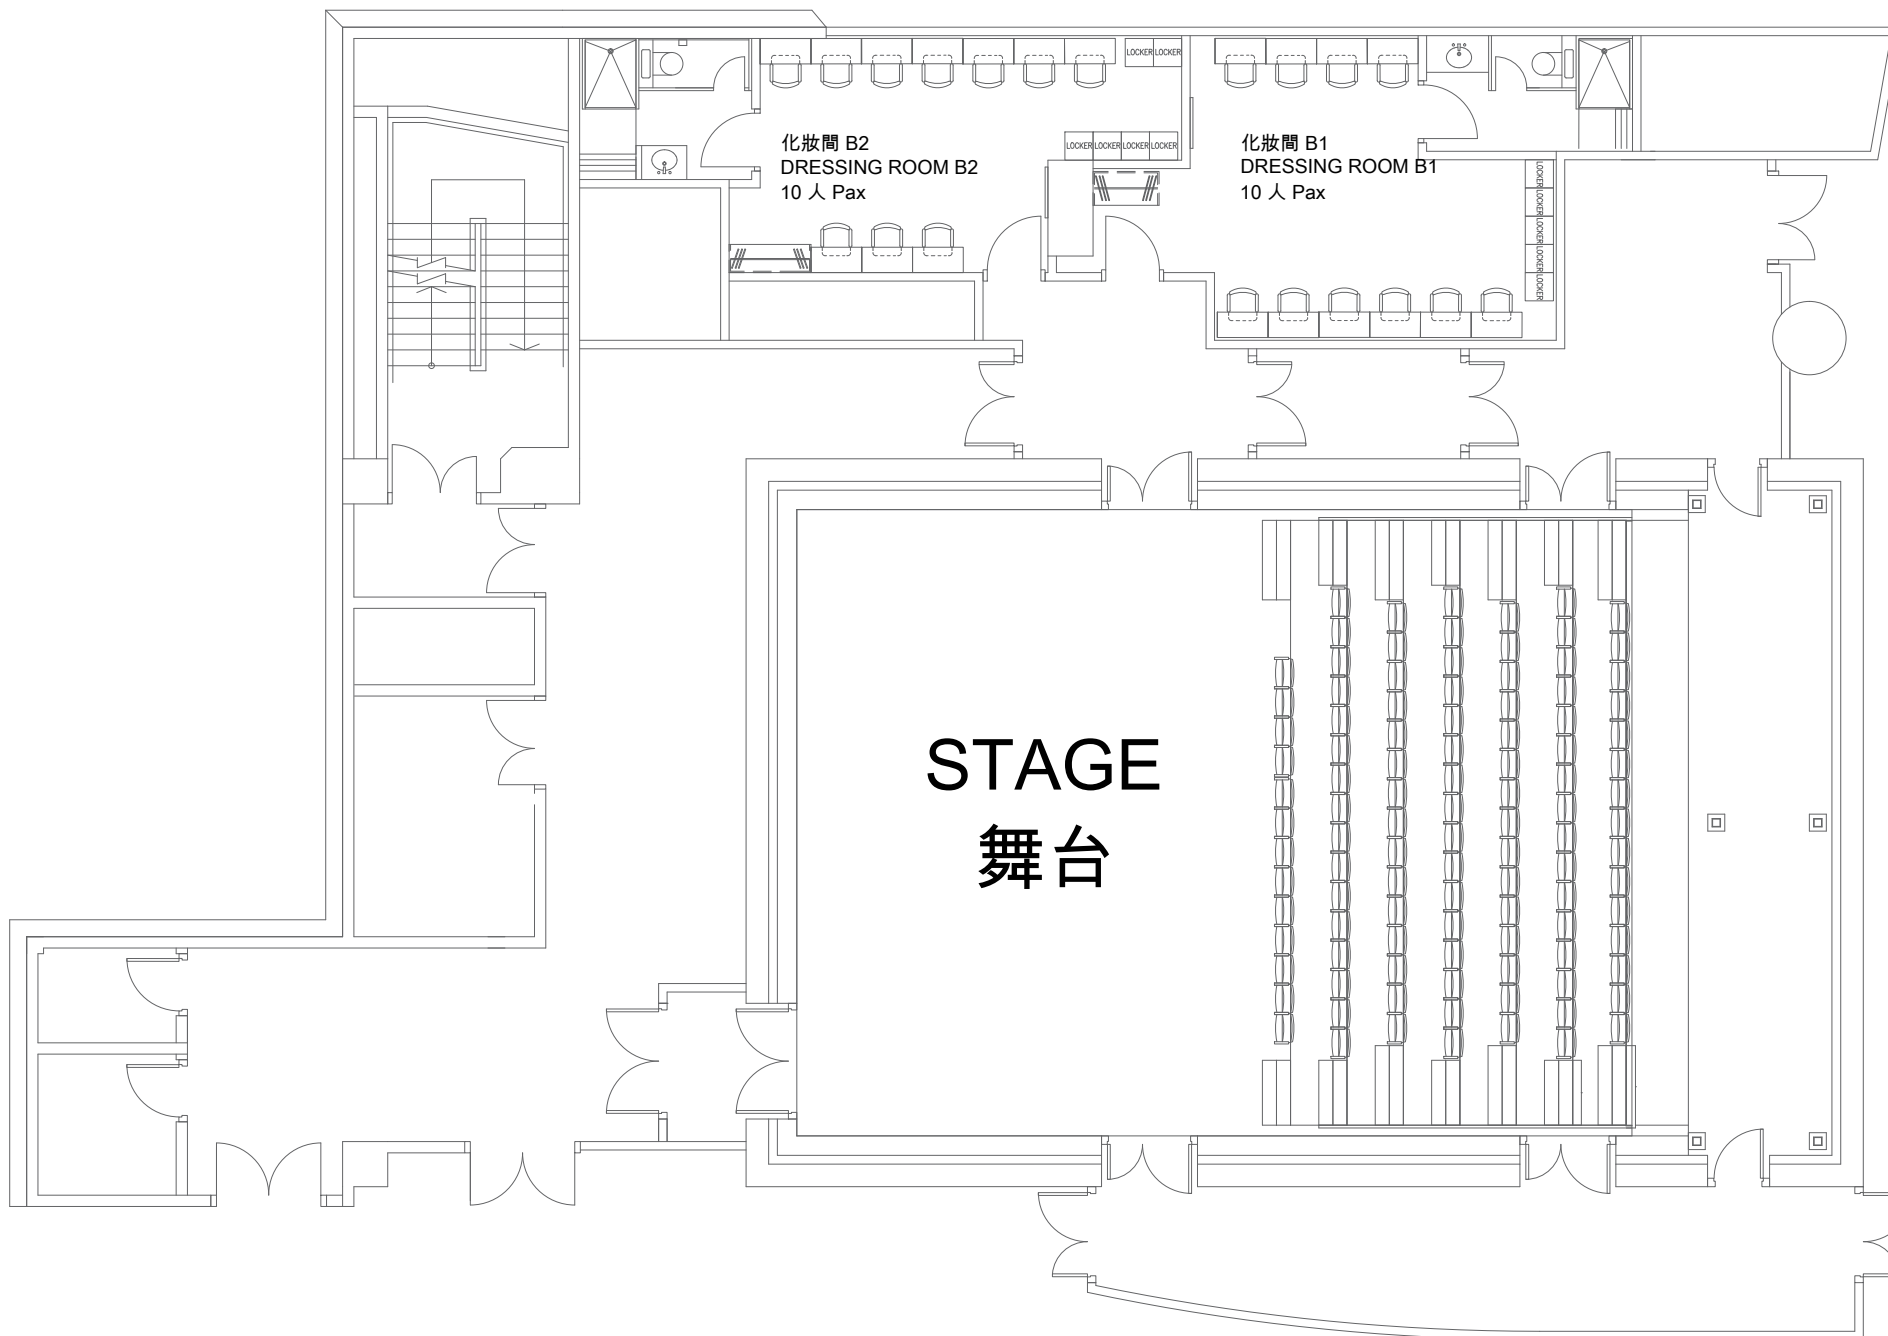 LOCKER LOCKER
化妝間 B2
DRESSING ROOM B2
10 人 Pax
LOCKER LOCKER LOCKER LOCKER
化妝間 B1
DRESSING ROOM B1
10 人 Pax
LOCKER LOCKER LOCKER LOCKER LOCKER
STAGE
舞台